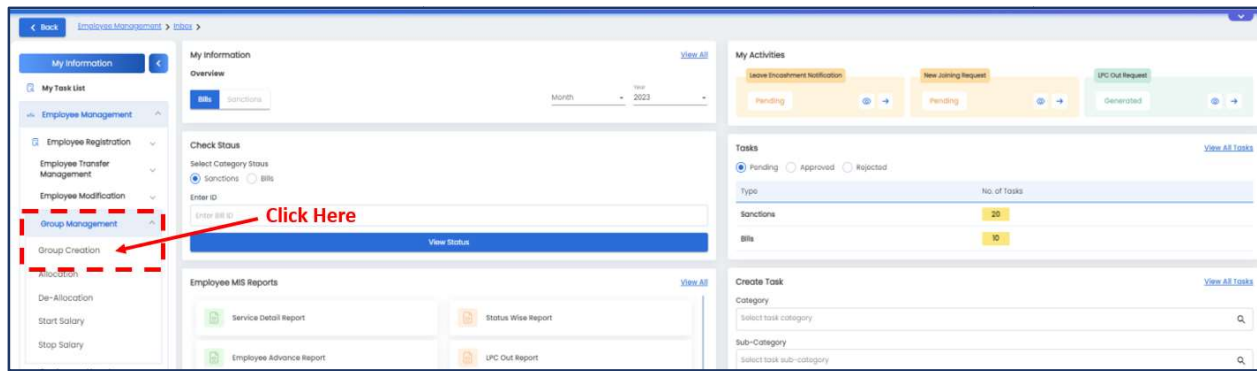 Back
Employee Management > Inbox >
My Information
My Task List
Employee Management
Employee Registration
Employee Transfer
Management
Employee Modification
Group Management
Group Creation
Allocation
De-Allocation
Start Salary
Stop Salary
My Information
View All
Overview
Bills
Sanctions
Month
Year
2023
Check Staus
Select Category Staus
Sanctions
Bills
Enter ID
Enter Bill ID
Click Here
View Status
Employee MIS Reports
View All
Service Detail Report
Status Wise Report
Employee Advance Report
LPC Out Report
My Activities
Leave Encashment Notification
Pending
New Joining Request
Pending
LPC Out Request
Generated
Tasks
View All Tasks
Pending
Approved
Rejected
Type
No. of Tasks
Sanctions
20
Bills
10
Create Task
View All Tasks
Category
Select task category
Sub-Category
Select task sub-category